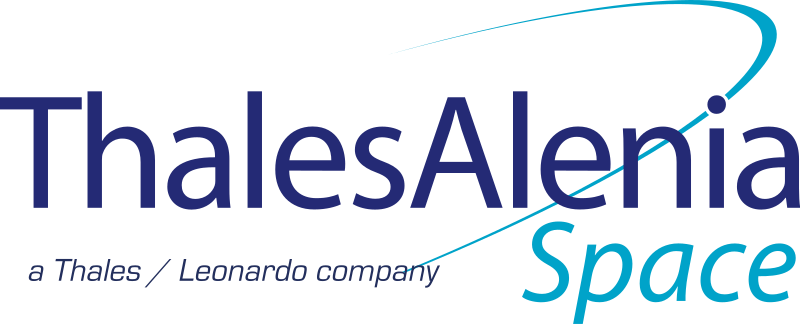 ThalesAlenia
Space
a Thales / Leonardo company